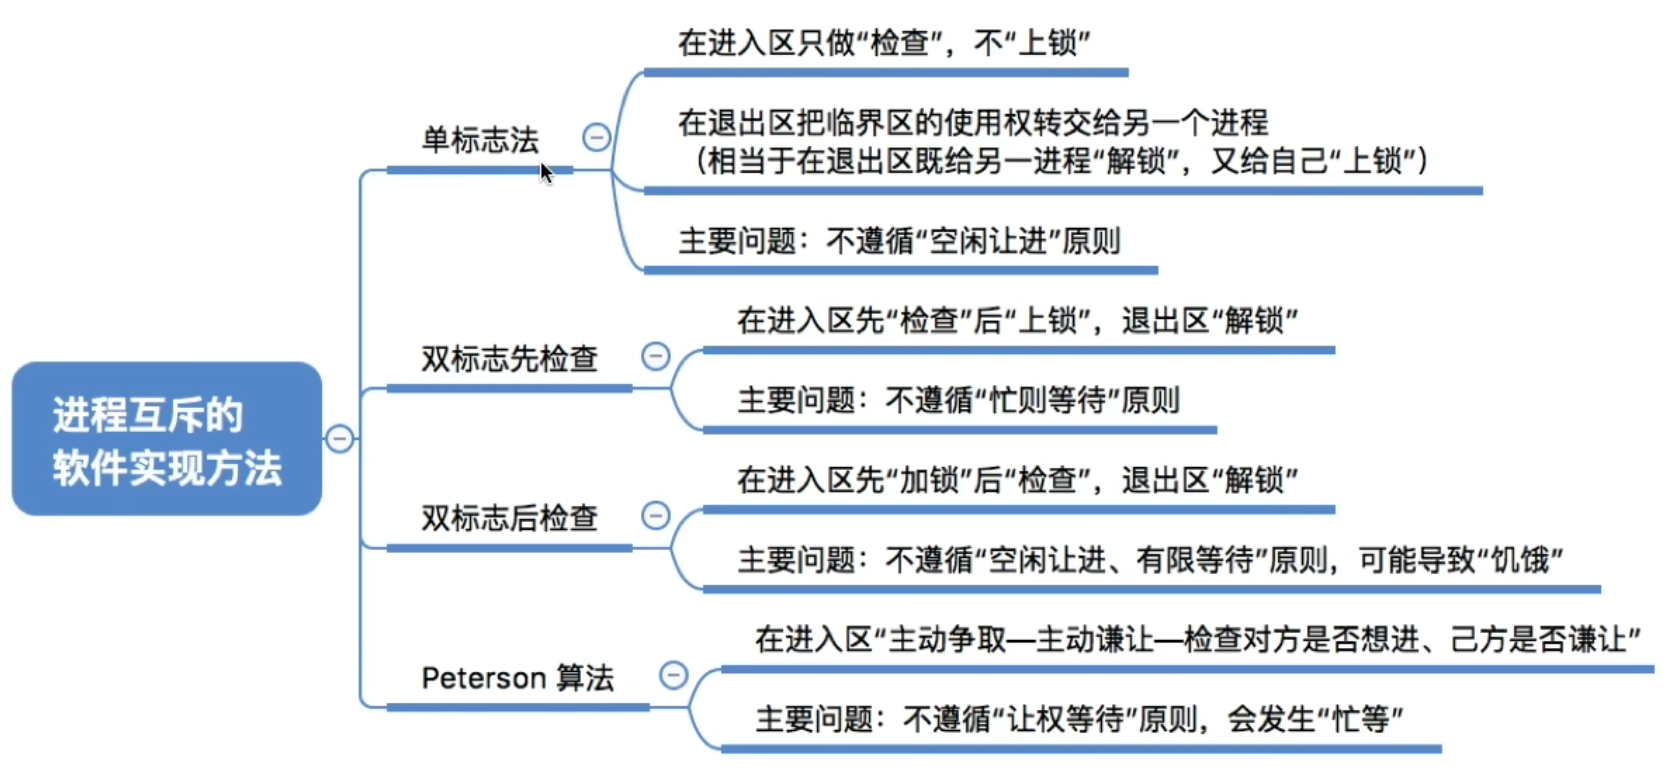 进程互斥的
软件实现方法
单标志法
在进入区只做“检查”，不“上锁”
在退出区把临界区的使用权转交给另一个进程
（相当于在退出区既给另一进程“解锁”，又给自己“上锁”）
主要问题：不遵循“空闲让进”原则
双标志先检查
在进入区先“检查”后“上锁”，退出区“解锁”
主要问题：不遵循“忙则等待”原则
双标志后检查
在进入区先“加锁”后“检查”，退出区“解锁”
主要问题：不遵循“空闲让进、有限等待”原则，可能导致“饥饿”
Peterson 算法
在进入区“主动争取—主动谦让—检查对方是否想进、己方是否谦让”
主要问题：不遵循“让权等待”原则，会发生“忙等”